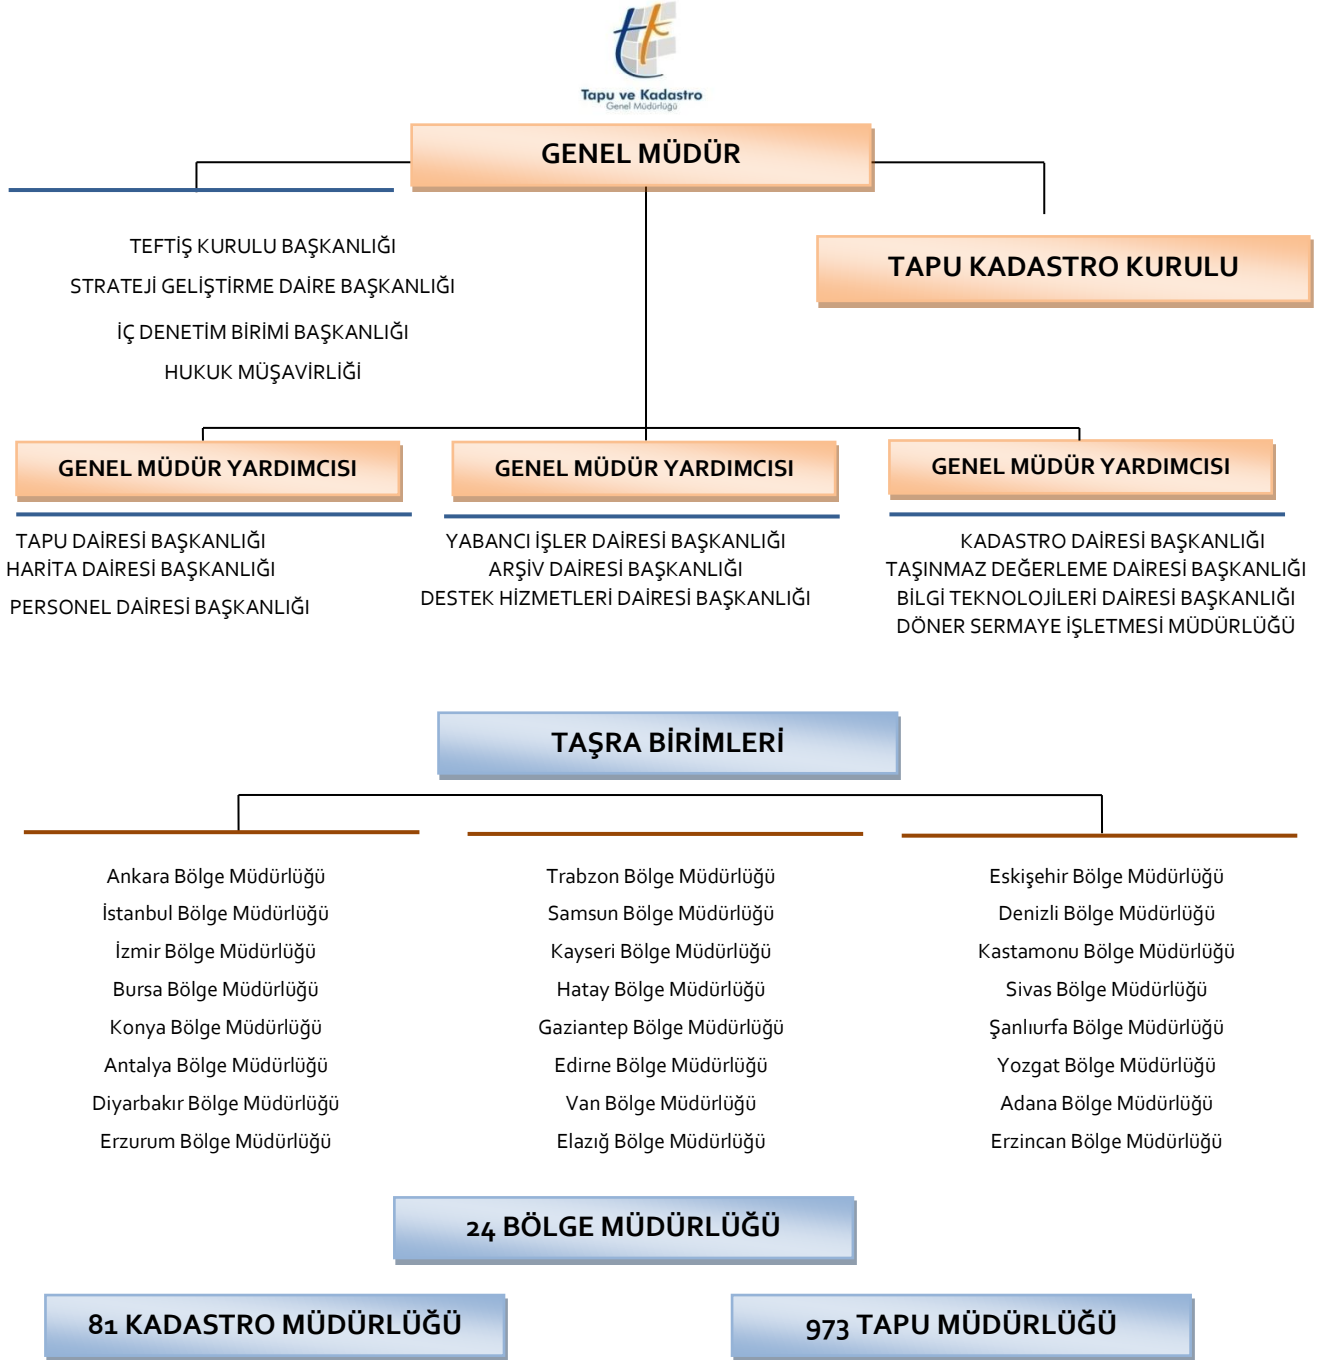 Tapu ve Kadastro
Genel Müdürlüğü
GENEL MÜDÜR
TEFTİŞ KURULU BAŞKANLIĞI
STRATEJİ GELİŞTİRME DAİRE BAŞKANLIĞI
İÇ DENETİM BİRİMİ BAŞKANLIĞI
HUKUK MÜŞAVİRLİĞİ
TAPU KADASTRO KURULU
GENEL MÜDÜR YARDIMCISI
TAPU DAİRESİ BAŞKANLIĞI
HARİTA DAİRESİ BAŞKANLIĞI
PERSONEL DAİRESİ BAŞKANLIĞI
GENEL MÜDÜR YARDIMCISI
YABANCI İŞLER DAİRESİ BAŞKANLIĞI
ARŞİV DAİRESİ BAŞKANLIĞI
DESTEK HİZMETLERİ DAİRESİ BAŞKANLIĞI
GENEL MÜDÜR YARDIMCISI
KADASTRO DAİRESİ BAŞKANLIĞI
TAŞINMAZ DEĞERLEME DAİRESİ BAŞKANLIĞI
BİLGİ TEKNOLOJİLERİ DAİRESİ BAŞKANLIĞI
DÖNER SERMAYE İŞLETMESİ MÜDÜRLÜĞÜ
TAŞRA BİRİMLERİ
Ankara Bölge Müdürlüğü
İstanbul Bölge Müdürlüğü
İzmir Bölge Müdürlüğü
Bursa Bölge Müdürlüğü
Konya Bölge Müdürlüğü
Antalya Bölge Müdürlüğü
Diyarbakır Bölge Müdürlüğü
Erzurum Bölge Müdürlüğü
Trabzon Bölge Müdürlüğü
Samsun Bölge Müdürlüğü
Kayseri Bölge Müdürlüğü
Hatay Bölge Müdürlüğü
Gaziantep Bölge Müdürlüğü
Edirne Bölge Müdürlüğü
Van Bölge Müdürlüğü
Elazığ Bölge Müdürlüğü
Eskişehir Bölge Müdürlüğü
Denizli Bölge Müdürlüğü
Kastamonu Bölge Müdürlüğü
Sivas Bölge Müdürlüğü
Şanlıurfa Bölge Müdürlüğü
Yozgat Bölge Müdürlüğü
Adana Bölge Müdürlüğü
Erzincan Bölge Müdürlüğü
24 BÖLGE MÜDÜRLÜĞÜ
81 KADASTRO MÜDÜRLÜĞÜ
973 TAPU MÜDÜRLÜĞÜ